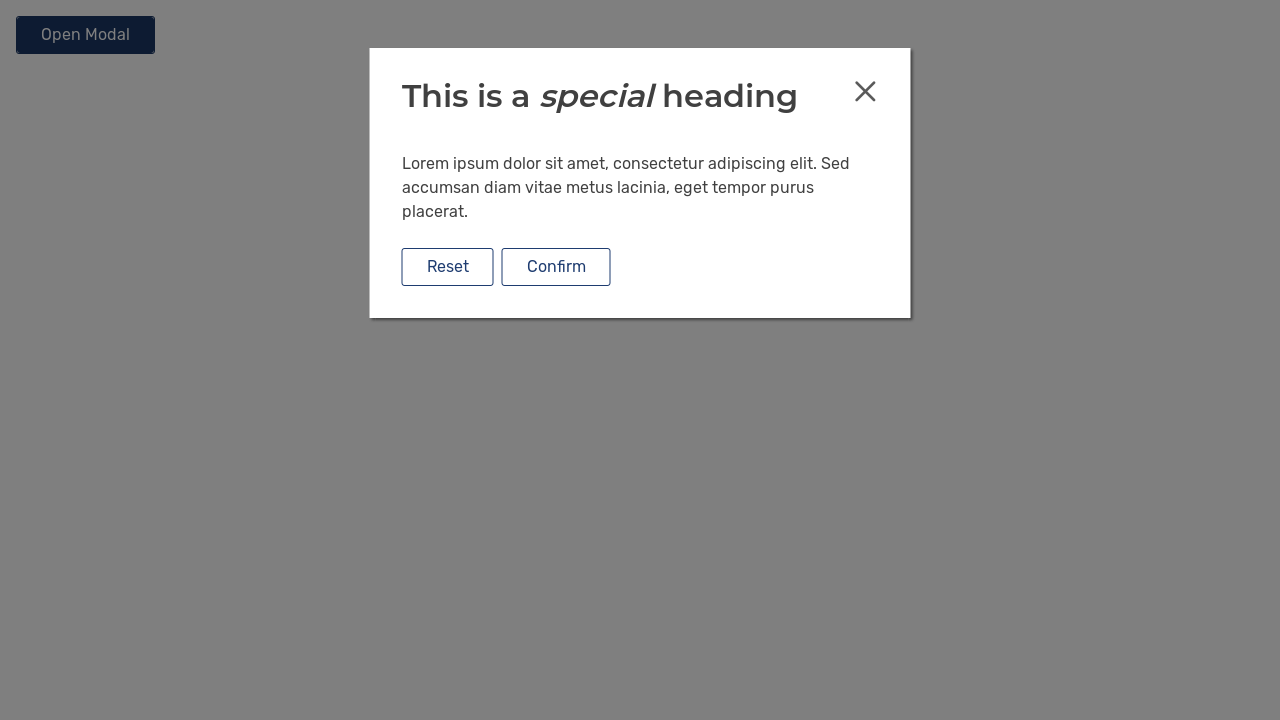 Open Modal
This is a special heading
Lorem ipsum dolor sit amet, consectetur adipiscing elit. Sed
accumsan diam vitae metus lacinia, eget tempor purus
placerat.
Reset
Confirm